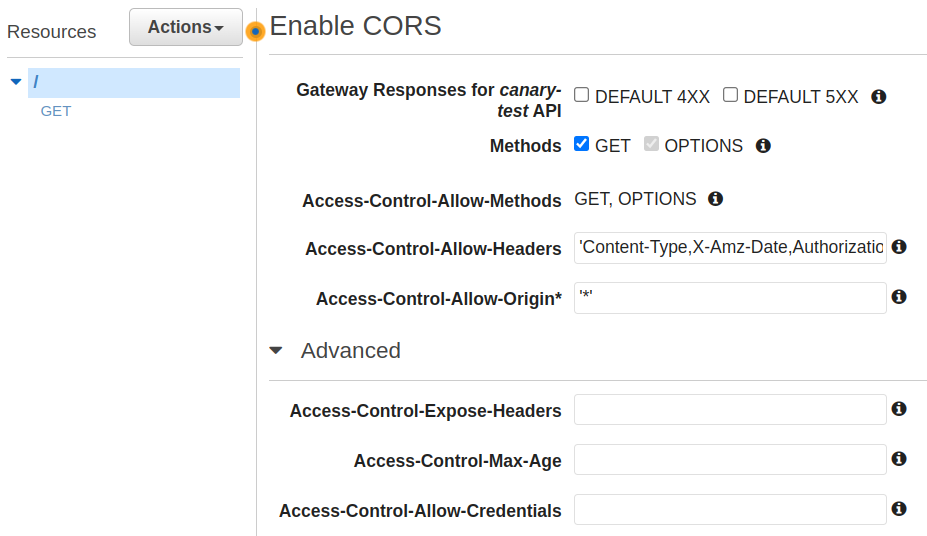 Resources
Actions
Enable CORS
/
GET
Gateway Responses for canary-
test API
DEFAULT 4XX
DEFAULT 5XX
Methods
GET
OPTIONS
Access-Control-Allow-Methods
GET, OPTIONS
Access-Control-Allow-Headers
'Content-Type,X-Amz-Date,Authorizatio
Access-Control-Allow-Origin*
'*'
Advanced
Access-Control-Expose-Headers
Access-Control-Max-Age
Access-Control-Allow-Credentials